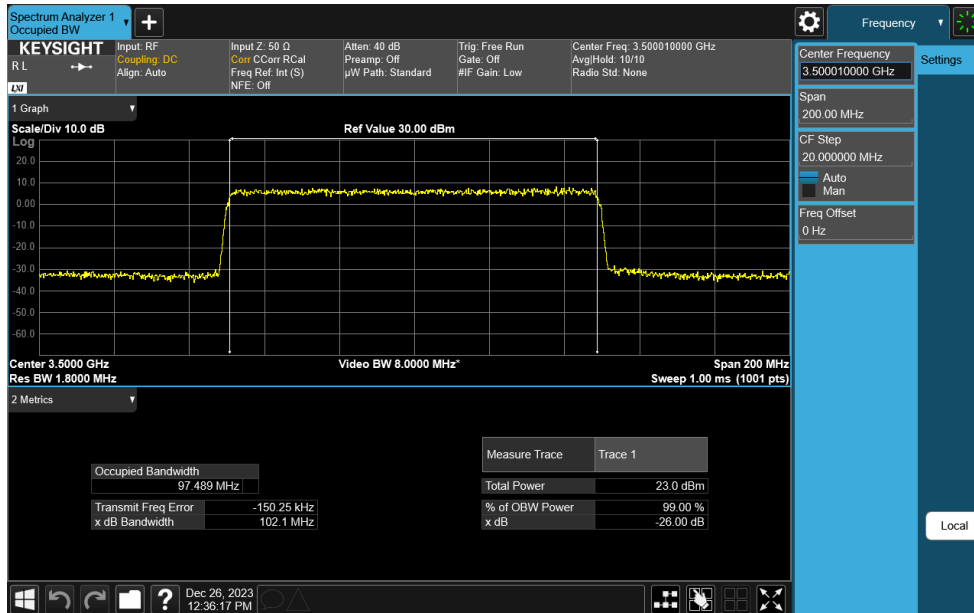 Spectrum Analyzer 1
Occupied BW
Frequency
KEYSIGHT
R L
LXI
Input: RF
Coupling: DC
Align: Auto
Input Z: 50 Ω
Corr CCorr RCal
Freq Ref: Int (S)
NFE: Off
Atten: 40 dB
Preamp: Off
µW Path: Standard
Trig: Free Run
Gate: Off
#IF Gain: Low
Center Freq: 3.500010000 GHz
Avg|Hold: 10/10
Radio Std: None
Center Frequency
3.500010000 GHz
Settings
Span
200.00 MHz
CF Step
20.000000 MHz
Auto
Man
Freq Offset
0 Hz
Local
1 Graph
Scale/Div 10.0 dB
Ref Value 30.00 dBm
Log
20.0
10.0
0.00
-10.0
-20.0
-30.0
-40.0
-50.0
-60.0
Center 3.5000 GHz
Video BW 8.0000 MHz*
Span 200 MHz
Res BW 1.8000 MHz
Sweep 1.00 ms (1001 pts)
2 Metrics
Occupied Bandwidth
97.489 MHz
Transmit Freq Error -150.25 kHz
x dB Bandwidth 102.1 MHz
Measure Trace Trace 1
Total Power 23.0 dBm
% of OBW Power 99.00 %
x dB -26.00 dB
?
Dec 26, 2023
12:36:17 PM